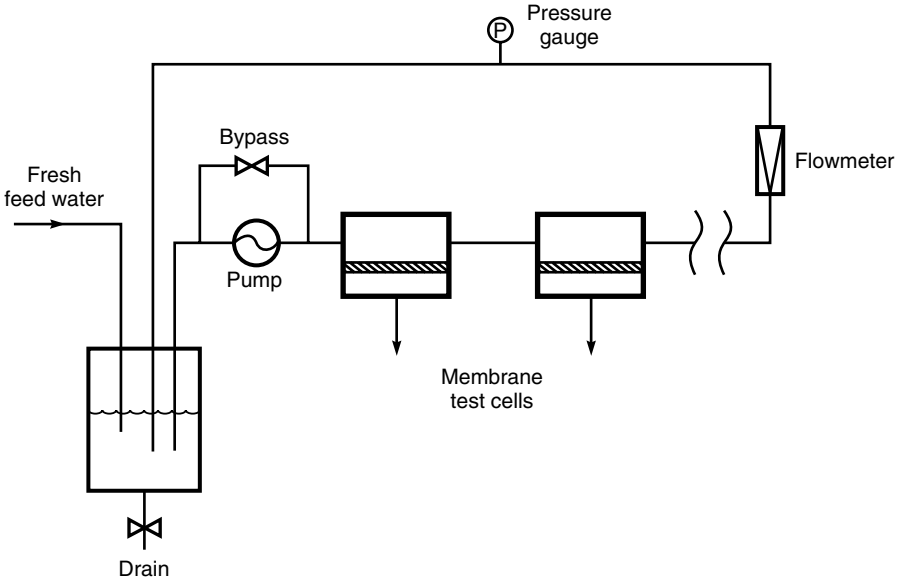 Pressure
gauge
P
Bypass
Flowmeter
Fresh
feed water
Pump
Membrane
test cells
Drain